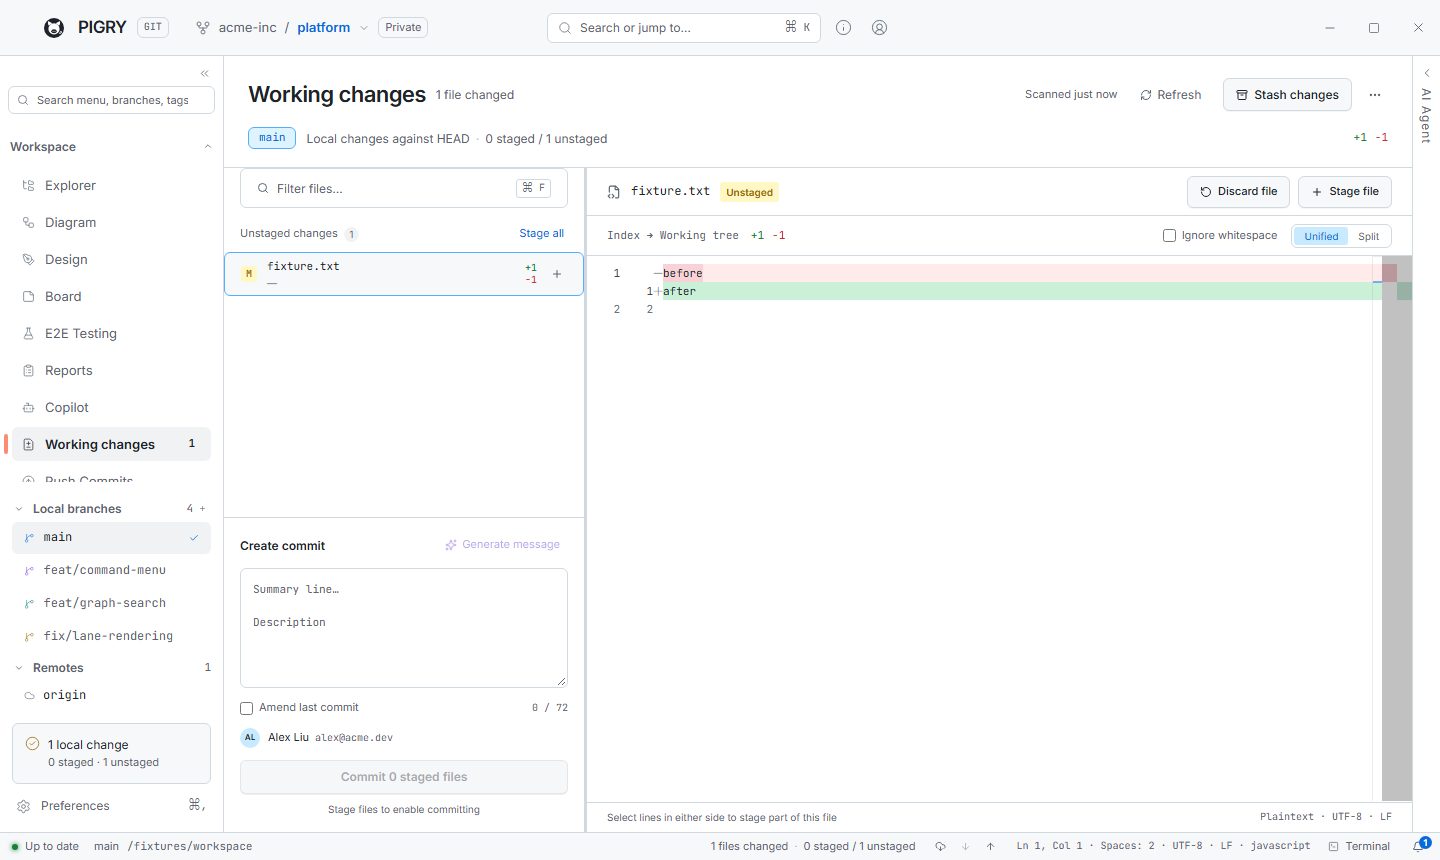 PIGRY GIT acme-inc / platform Private Search or jump to... ⌘ K
Search menu, branches, tags
Workspace
Explorer
Diagram
Design
Board
E2E Testing
Reports
Copilot
Working changes 1
Push Commits
Local branches 4 +
main
feat/command-menu
feat/graph-search
fix/lane-rendering
Remotes 1
origin
1 local change
0 staged · 1 unstaged
Preferences ⌘,
Working changes 1 file changed Scanned just now Refresh Stash changes ...
main Local changes against HEAD · 0 staged / 1 unstaged +1 -1
Filter files... ⌘ F
Unstaged changes 1 Stage all
M fixture.txt +1 -1 +
—
Create commit Generate message
Summary line…
Description
Amend last commit 0 / 72
AL Alex Liu alex@acme.dev
Commit 0 staged files
Stage files to enable committing
fixture.txt Unstaged Discard file + Stage file
Index → Working tree +1 -1 Ignore whitespace Unified Split
1 −before
1 +after
2 2
Select lines in either side to stage part of this file Plaintext · UTF-8 · LF
AI Agent
Up to date main /fixtures/workspace 1 files changed · 0 staged / 1 unstaged ↓ ↑ Ln 1, Col 1 · Spaces: 2 · UTF-8 · LF · javascript Terminal 1